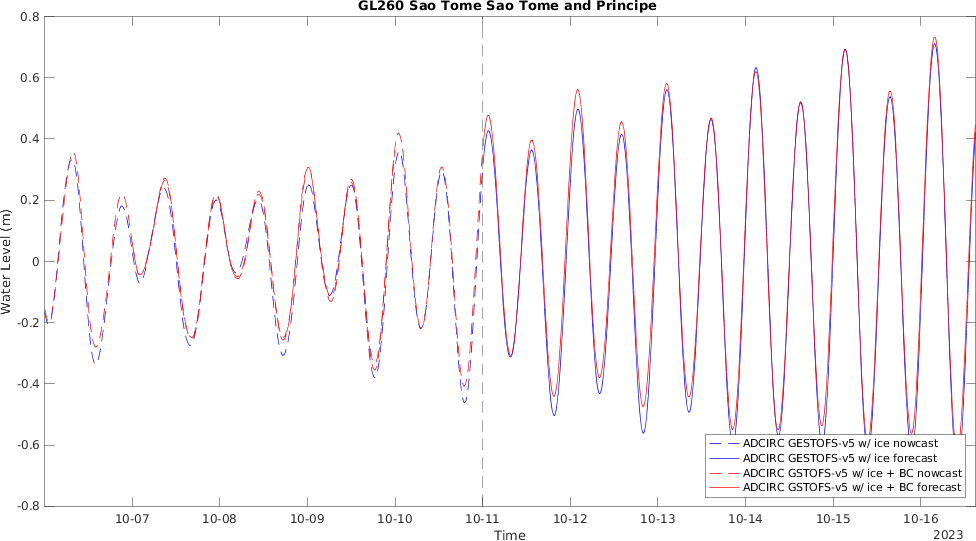 GL260 Sao Tome Sao Tome and Principe
0.8
0.6
0.4
0.2
0
-0.2
-0.4
-0.6
-0.8
Water Level (m)
ADCIRC GESTOFS-v5 w/ ice nowcast
ADCIRC GESTOFS-v5 w/ ice forecast
ADCIRC GSTOFS-v5 w/ ice + BC nowcast
ADCIRC GSTOFS-v5 w/ ice + BC forecast
10-07 10-08 10-09 10-10 10-11 10-12 10-13 10-14 10-15 10-16
Time
2023